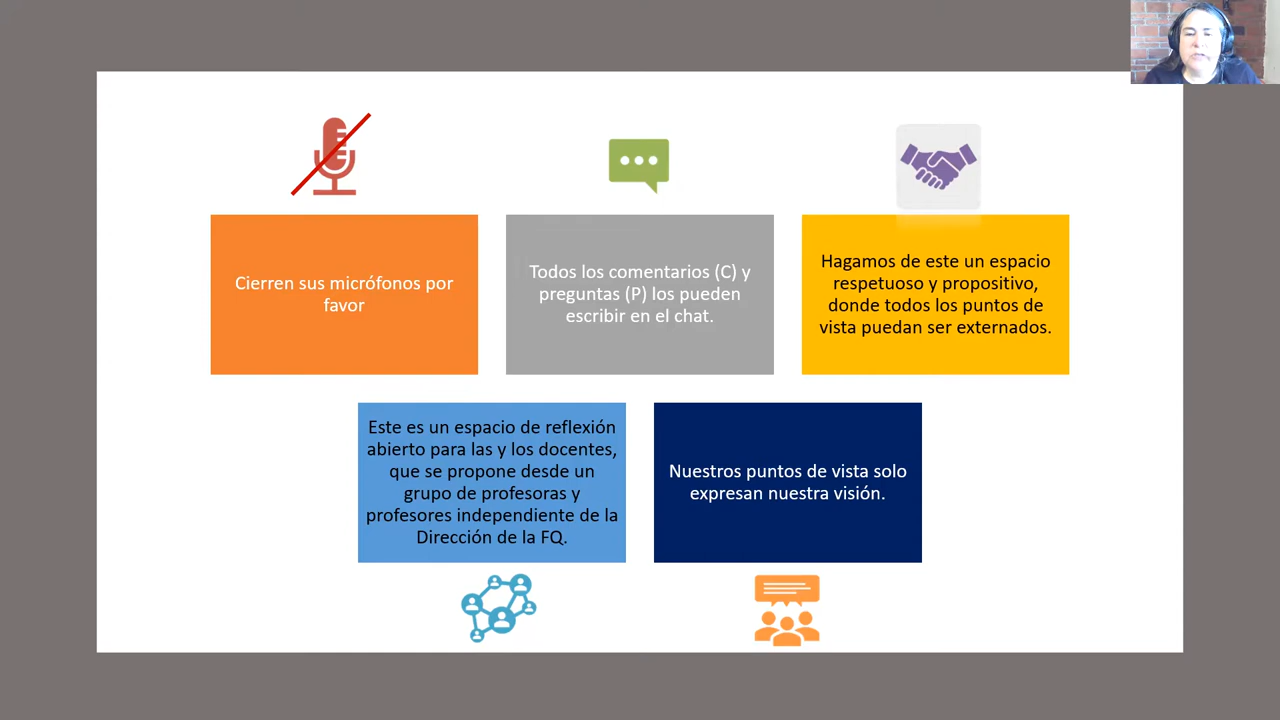 Cierren sus micrófonos por
favor
Todos los comentarios (C) y
preguntas (P) los pueden
escribir en el chat.
Hagamos de este un espacio
respetuoso y propositivo,
donde todos los puntos de
vista puedan ser externados.
Este es un espacio de reflexión
abierto para las y los docentes,
que se propone desde un
grupo de profesoras y
profesores independiente de la
Dirección de la FQ.
Nuestros puntos de vista solo
expresan nuestra visión.